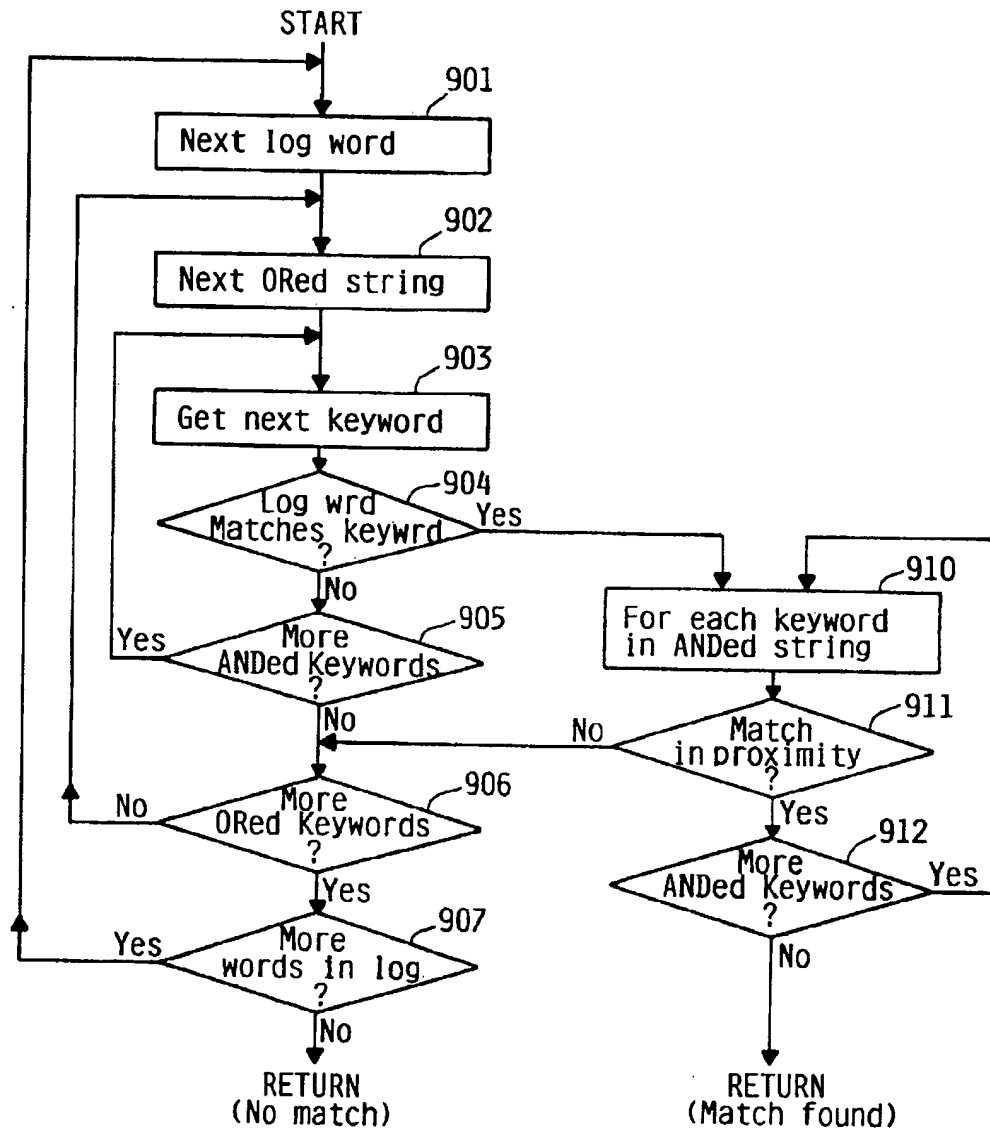 START
901
Next log word
902
Next ORed string
903
Get next keyword
904
Log wrd
Matches keywrd
?
Yes
No
910
For each keyword
in ANDed string
905
Yes
More
ANDed Keywords
?
No
911
No
Match
in proximity
?
Yes
906
No
More
ORed Keywords
?
Yes
912
More
ANDed Keywords
?
Yes
No
907
Yes
More
words in log
?
No
RETURN
(No match)
RETURN
(Match found)